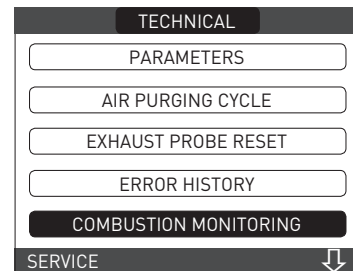 TECHNICAL
PARAMETERS
AIR PURGING CYCLE
EXHAUST PROBE RESET
ERROR HISTORY
COMBUSTION MONITORING
SERVICE